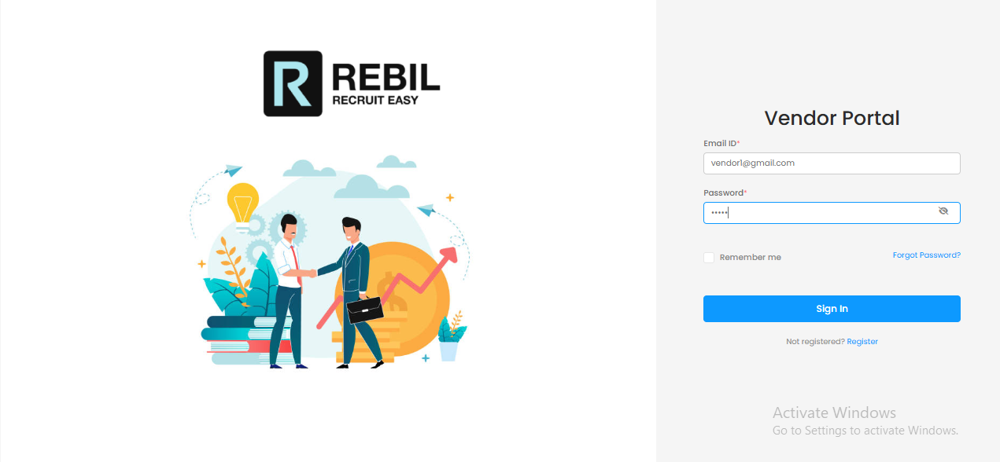 R REBIL
RECRUIT EASY
Vendor Portal
Email ID*
vendor1@gmail.com
Password*
•••••
Remember me
Forgot Password?
Sign In
Not registered? Register
Activate Windows
Go to Settings to activate Windows.
$